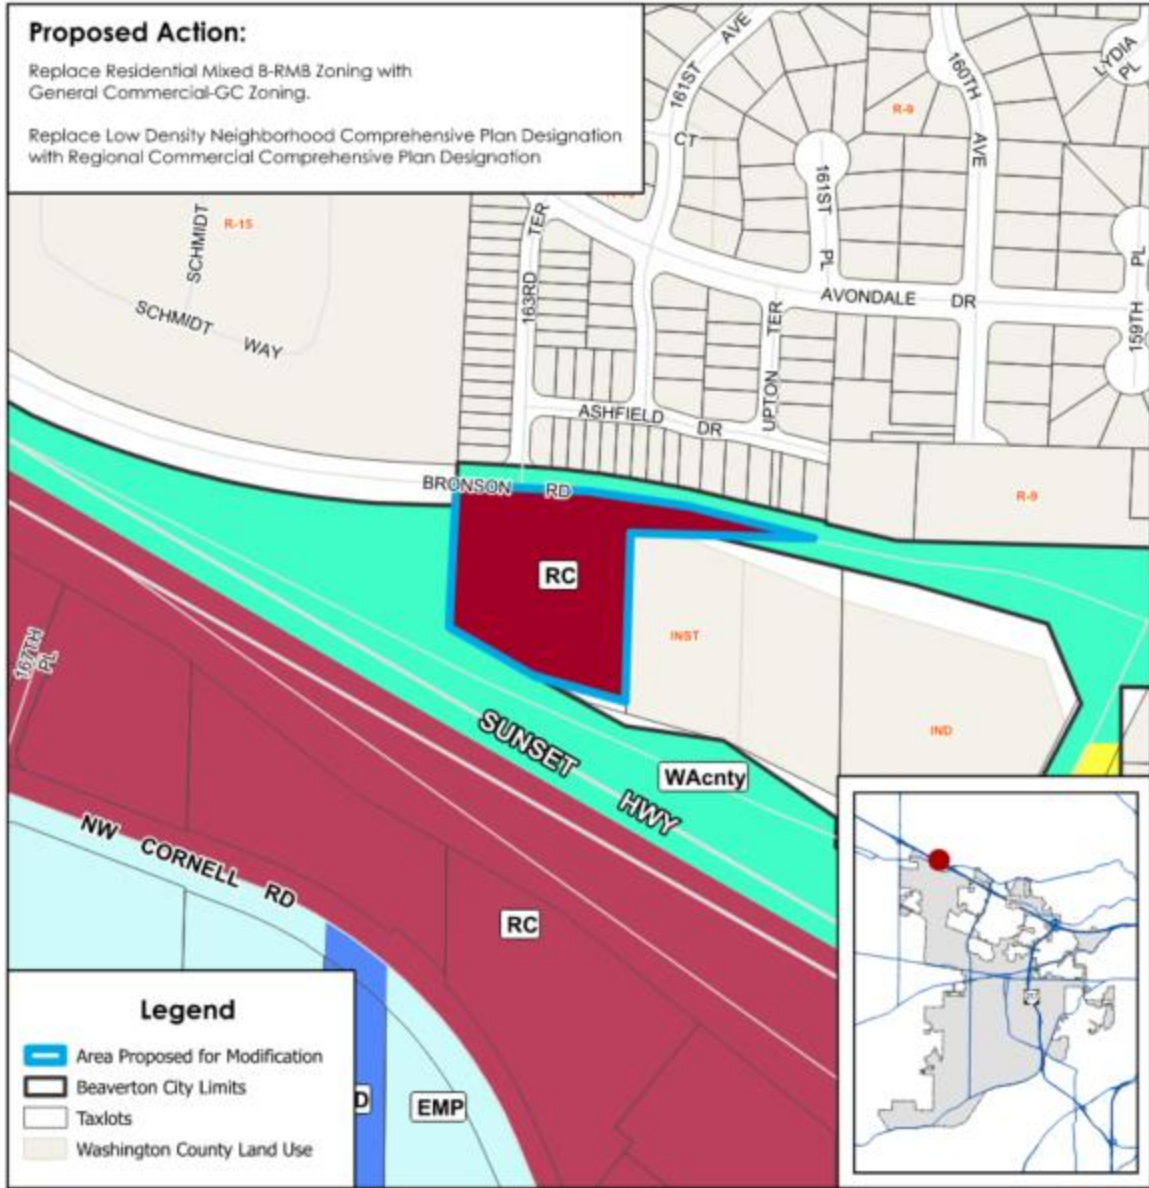 Proposed Action:
Replace Residential Mixed B-RMB Zoning with
General Commercial-GC Zoning.
Replace Low Density Neighborhood Comprehensive Plan Designation
with Regional Commercial Comprehensive Plan Designation
161ST AVE
160TH AVE
LYDIA PL
R-9
CT
161ST PL
SCHMIDT
R-15
163RD TER
SCHMIDT WAY
AVONDALE DR
159TH PL
UPTON TER
ASHFIELD DR
BRONSON RD
R-9
RC
INST
167TH PL
IND
SUNSET HWY
WAcnty
NW CORNELL RD
RC
D
EMP
Legend
Area Proposed for Modification
Beaverton City Limits
Taxlots
Washington County Land Use